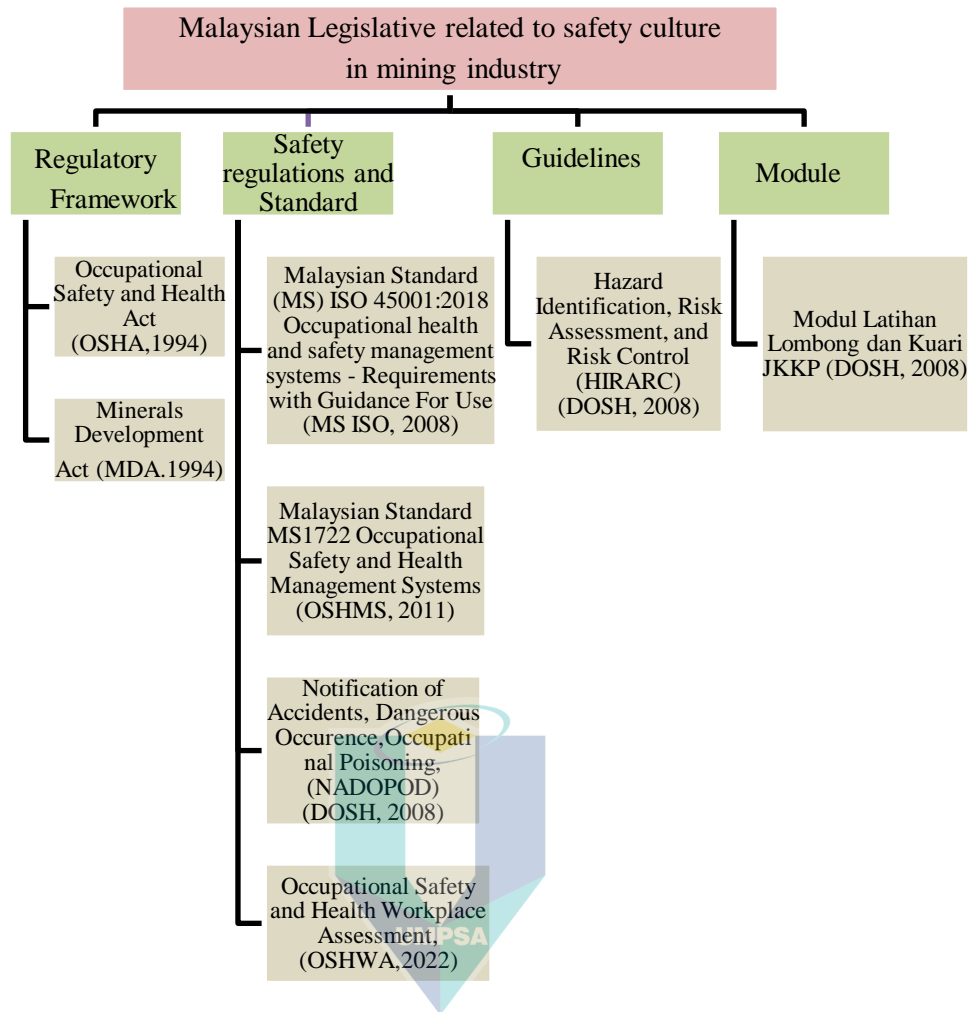 Malaysian Legislative related to safety culture
in mining industry
Regulatory
Framework
Occupational
Safety and Health
Act
(OSHA,1994)
Minerals
Development
Act (MDA.1994)
Safety
regulations and
Standard
Malaysian Standard
(MS) ISO 45001:2018
Occupational health
and safety management
systems - Requirements
with Guidance For Use
(MS ISO, 2008)
Malaysian Standard
MS1722 Occupational
Safety and Health
Management Systems
(OSHMS, 2011)
Notification of
Accidents, Dangerous
Occurence,Occupati
nal Poisoning,
(NADOPOD)
(DOSH, 2008)
Occupational Safety
and Health Workplace
Assessment,
(OSHWA,2022)
Guidelines
Hazard
Identification, Risk
Assessment, and
Risk Control
(HIRARC)
(DOSH, 2008)
Module
Modul Latihan
Lombong dan Kuari
JKKP (DOSH, 2008)